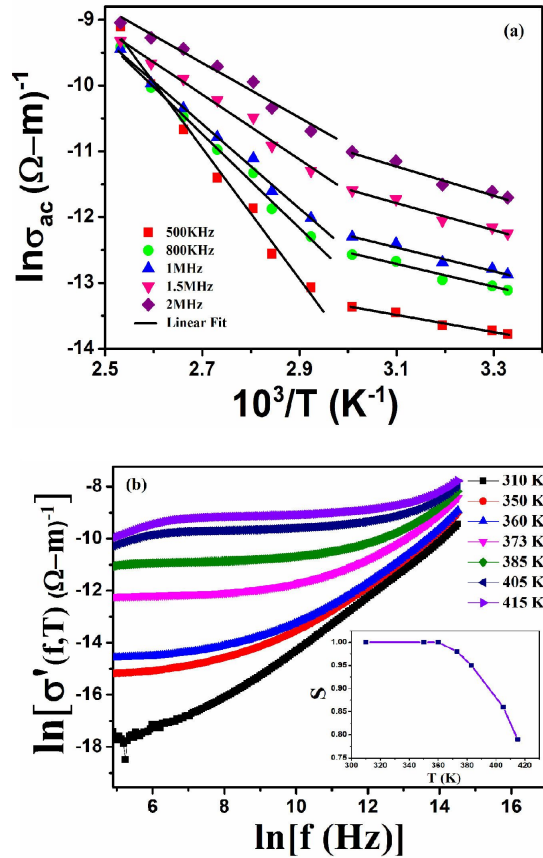 (a)
-9
-10
-11
-12
-13
-14
lnσac (Ω–m)-1
500KHz
800KHz
1MHz
1.5MHz
2MHz
Linear Fit
2.5 2.7 2.9 3.1 3.3
10³/T (K-1)
(b)
-8
-10
-12
-14
-16
-18
ln[σ'(f,T) (Ω–m)-1]
310 K
350 K
360 K
373 K
385 K
405 K
415 K
1.00
0.95
0.90
0.85
0.80
0.75
S
300 320 340 360 380 400 420
T (K)
6 8 10 12 14 16
ln[f (Hz)]